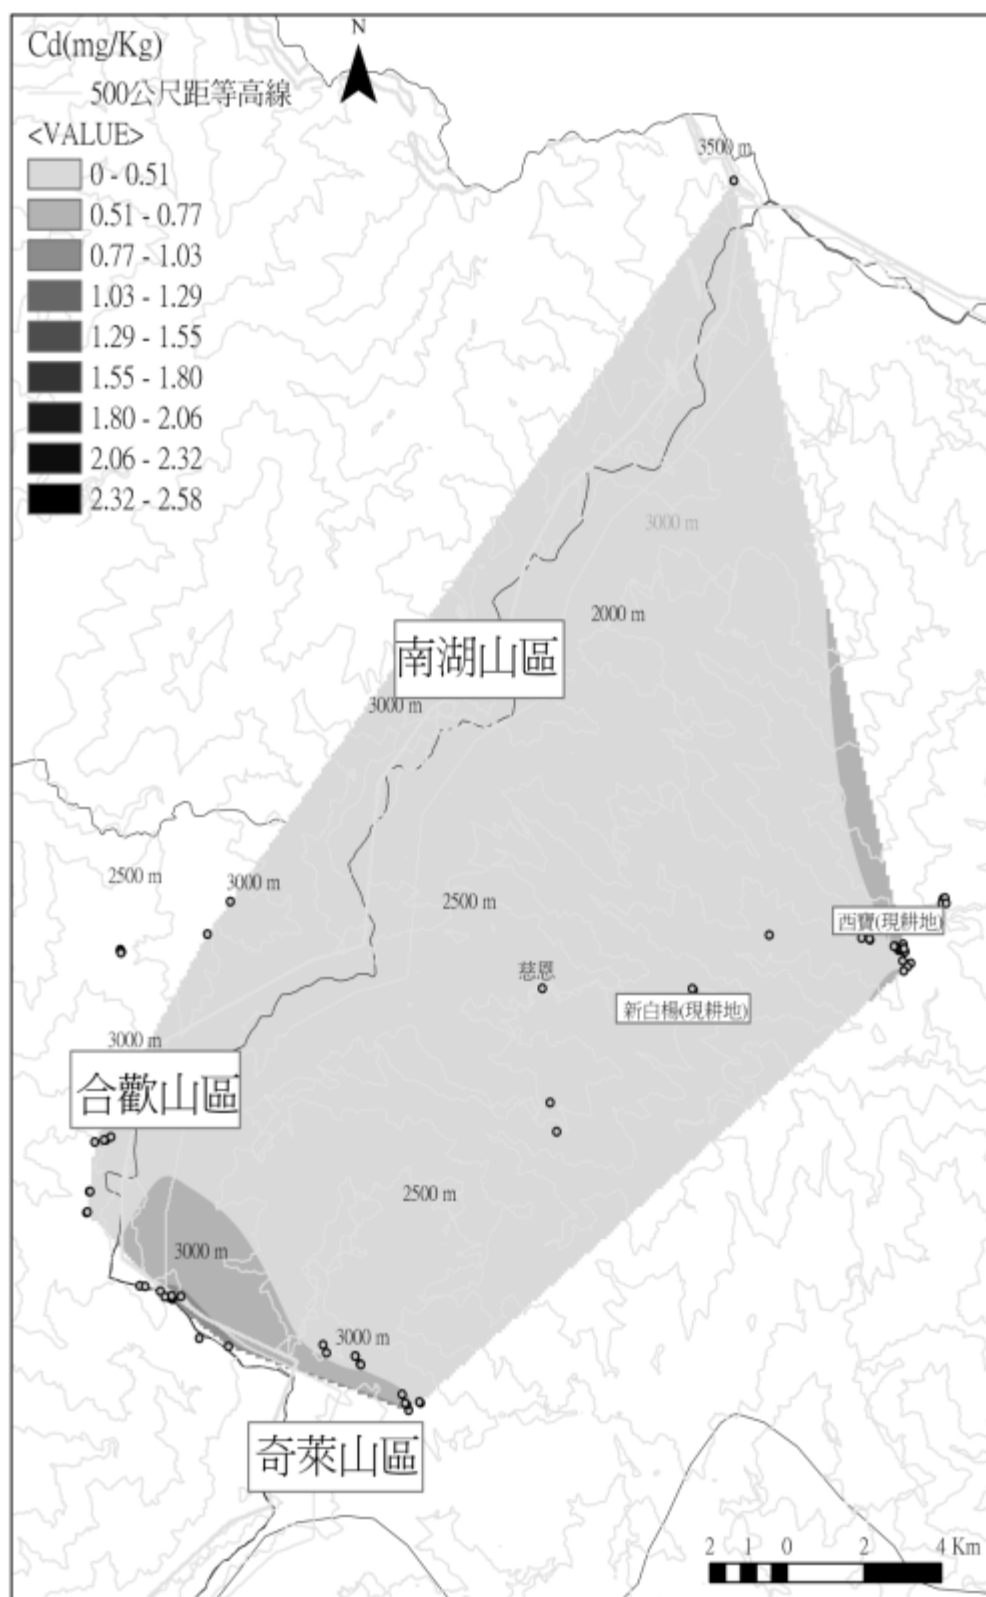 Cd(mg/Kg)
500公尺距等高線
<VALUE>
0 - 0.51
0.51 - 0.77
0.77 - 1.03
1.03 - 1.29
1.29 - 1.55
1.55 - 1.80
1.80 - 2.06
2.06 - 2.32
2.32 - 2.58
N
3500 m
3000 m
2000 m
南湖山區
3000 m
2500 m
3000 m
2500 m
西寶(現耕地)
慈恩
新白楊(現耕地)
3000 m
合歡山區
2500 m
3000 m
3000 m
奇萊山區
2 1 0 2 4 Km